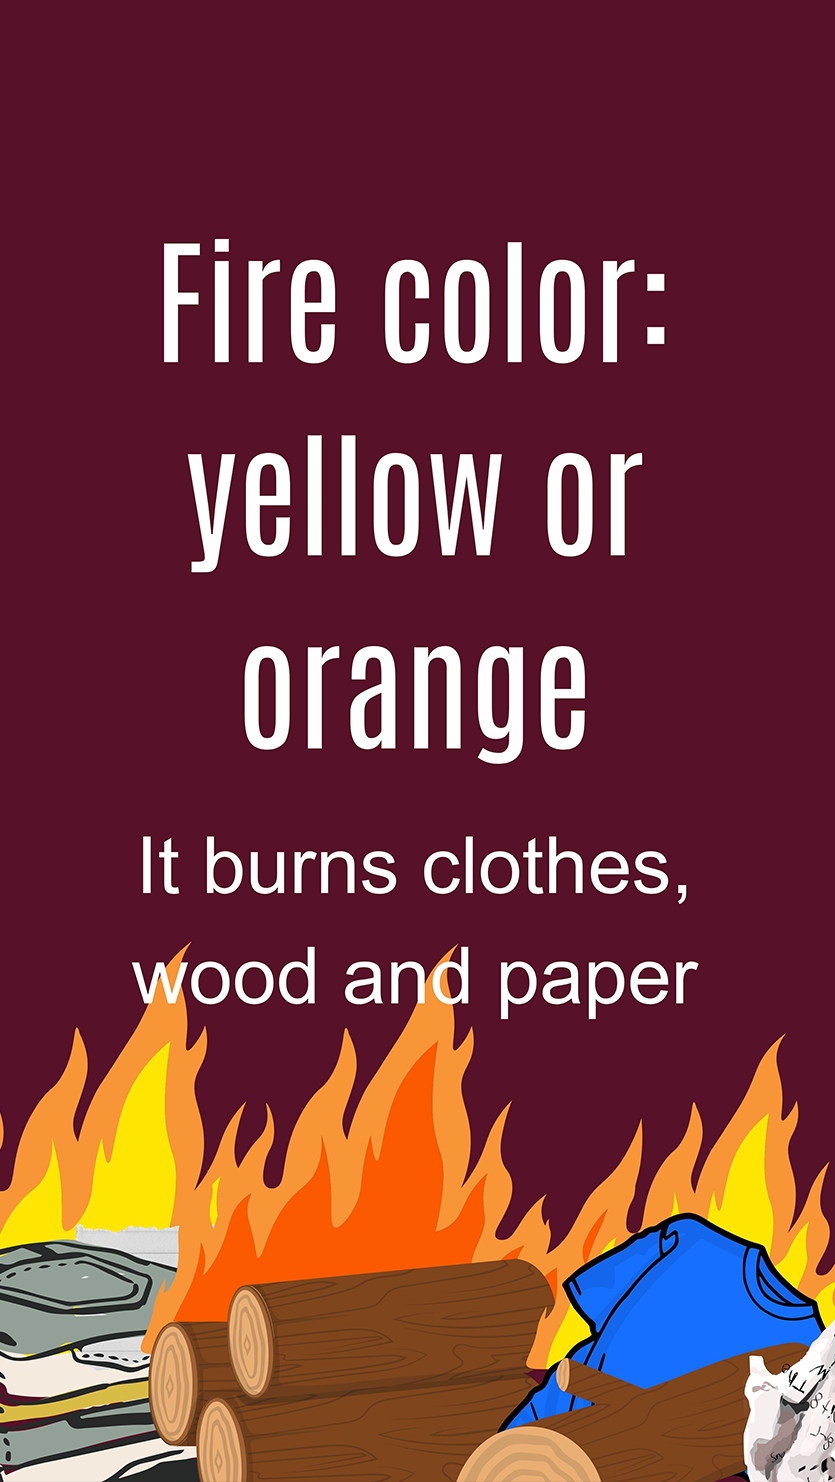 Fire color:
yellow or
orange
It burns clothes,
wood and paper